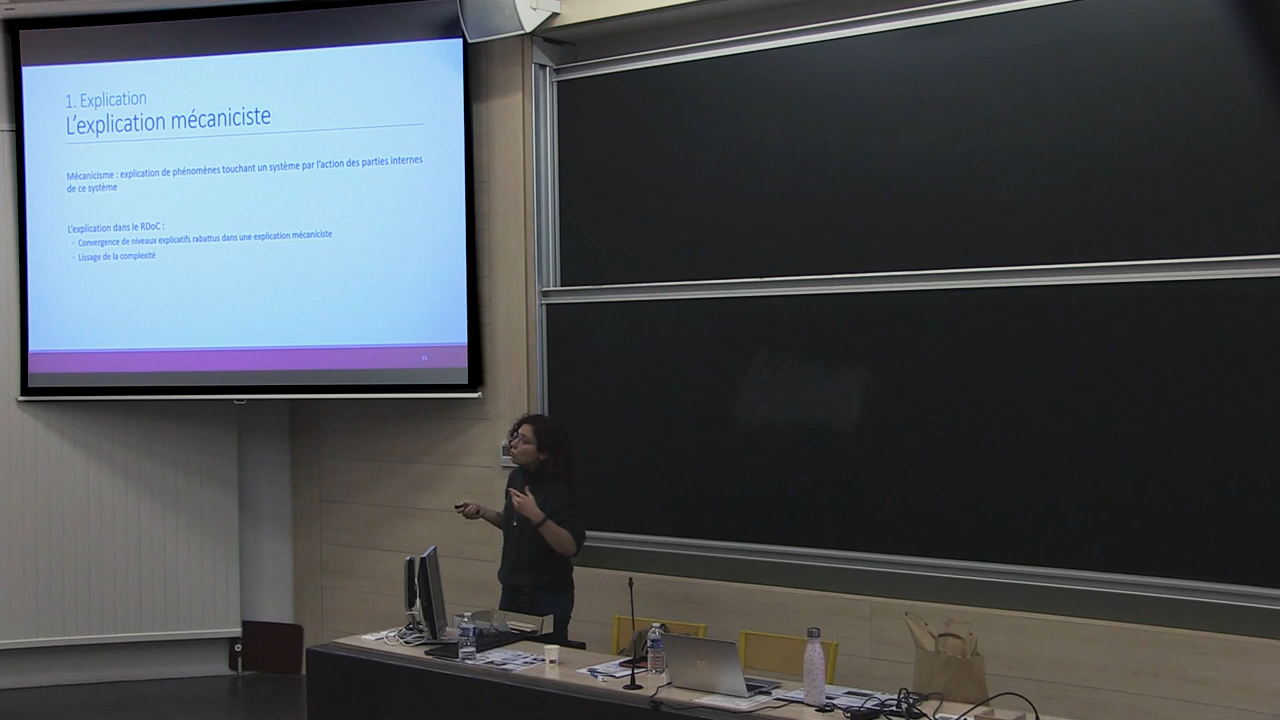 1. Explication
L'explication mécaniciste
Mécanicisme : explication de phénomènes touchant un système par l'action des parties internes
de ce système
L'explication dans le RDoC :
- Convergence de niveaux explicatifs rabattus dans une explication mécaniciste
- Lissage de la complexité